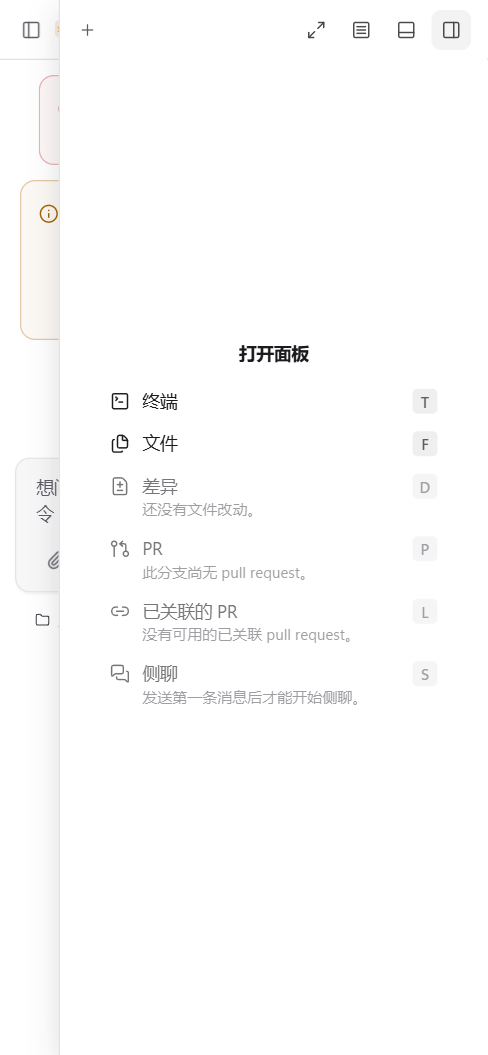 打开面板
终端 T
文件 F
差异 D
还没有文件改动。
PR P
此分支尚无 pull request。
已关联的 PR L
没有可用的已关联 pull request。
侧聊 S
发送第一条消息后才能开始侧聊。
想
令